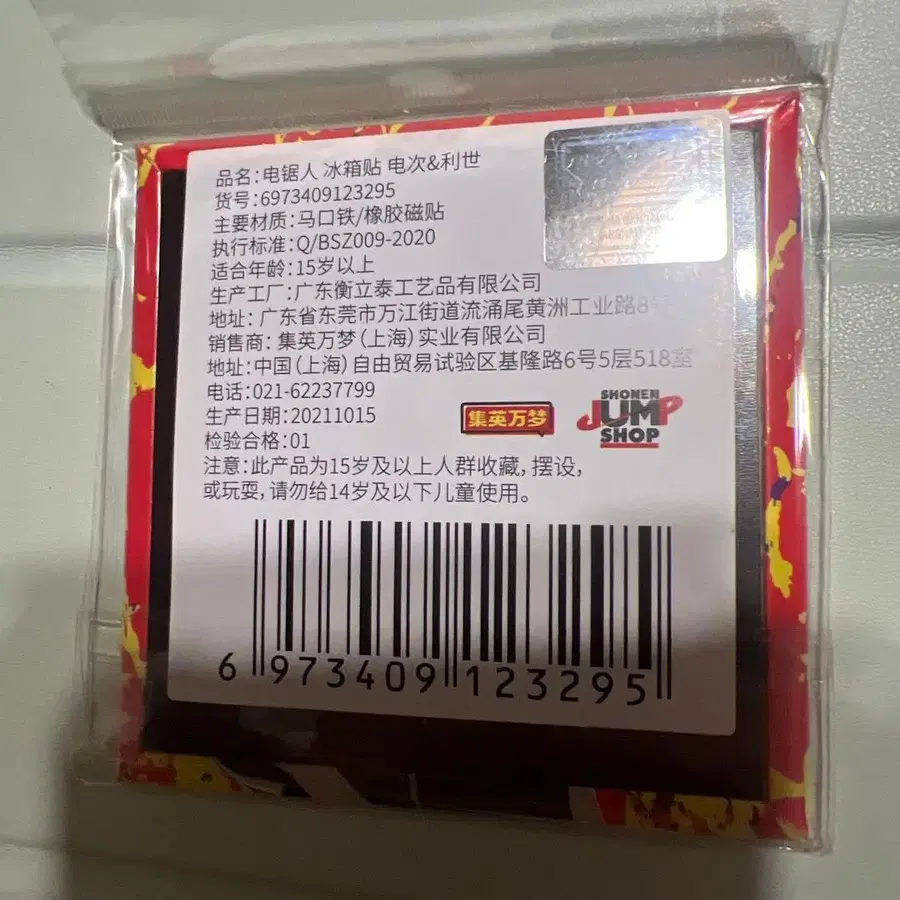 品名:电锯人 冰箱贴 电次&利世
货号:6973409123295
主要材质:马口铁/橡胶磁贴
执行标准:Q/BSZ009-2020
适合年龄:15岁以上
生产工厂:广东衡立泰工艺品有限公司
地址: 广东省东莞市万江街道流涌尾黄洲工业路8号
销售商: 集英万梦(上海)实业有限公司
地址:中国(上海)自由贸易试验区基隆路6号5层518室
电话:021-62237799
生产日期:20211015
检验合格:01
集英万梦
SHONEN
JUMP
SHOP
注意:此产品为15岁及以上人群收藏,摆设,
或玩耍,请勿给14岁及以下儿童使用。
6 973409 123295